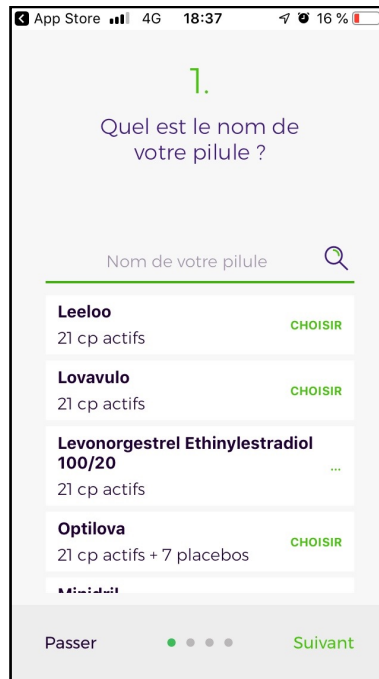 App Store 4G 18:37 16 %
1.
Quel est le nom de
votre pilule ?
Nom de votre pilule
Leeloo
21 cp actifs
CHOISIR
Lovavulo
21 cp actifs
CHOISIR
Levonorgestrel Ethinylestradiol
100/20
...
21 cp actifs
Optilova
21 cp actifs + 7 placebos
CHOISIR
Minidril
Passer
Suivant